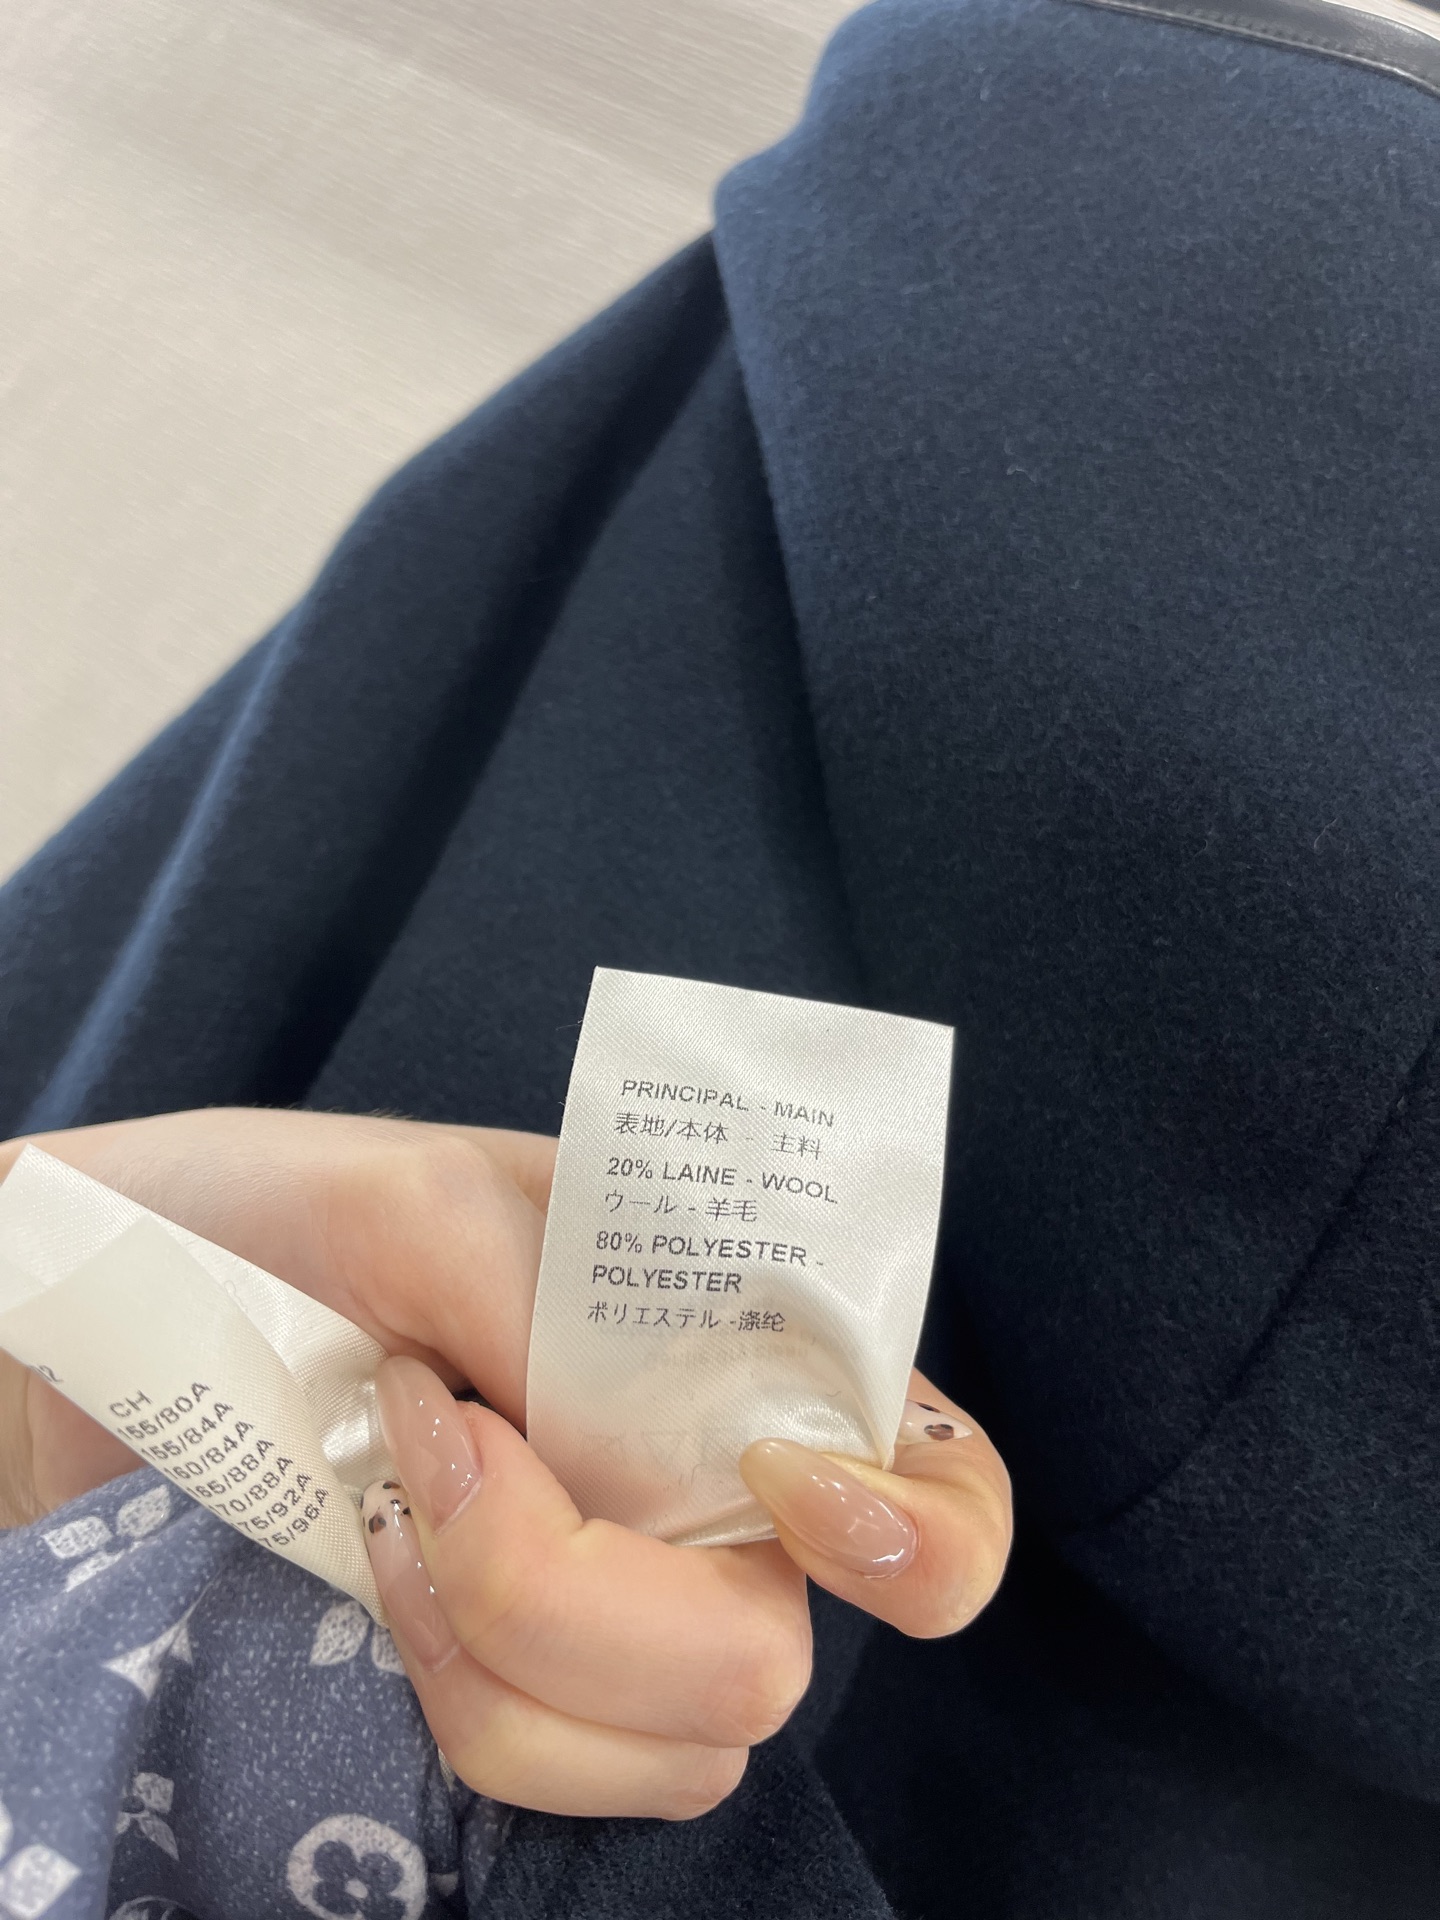 PRINCIPAL - MAIN
表地/本体 - 主料
20% LAINE - WOOL
ウール - 羊毛
80% POLYESTER -
POLYESTER
ポリエステル -涤纶
CH
155/80A
155/84A
160/84A
165/88A
170/88A
175/92A
175/96A